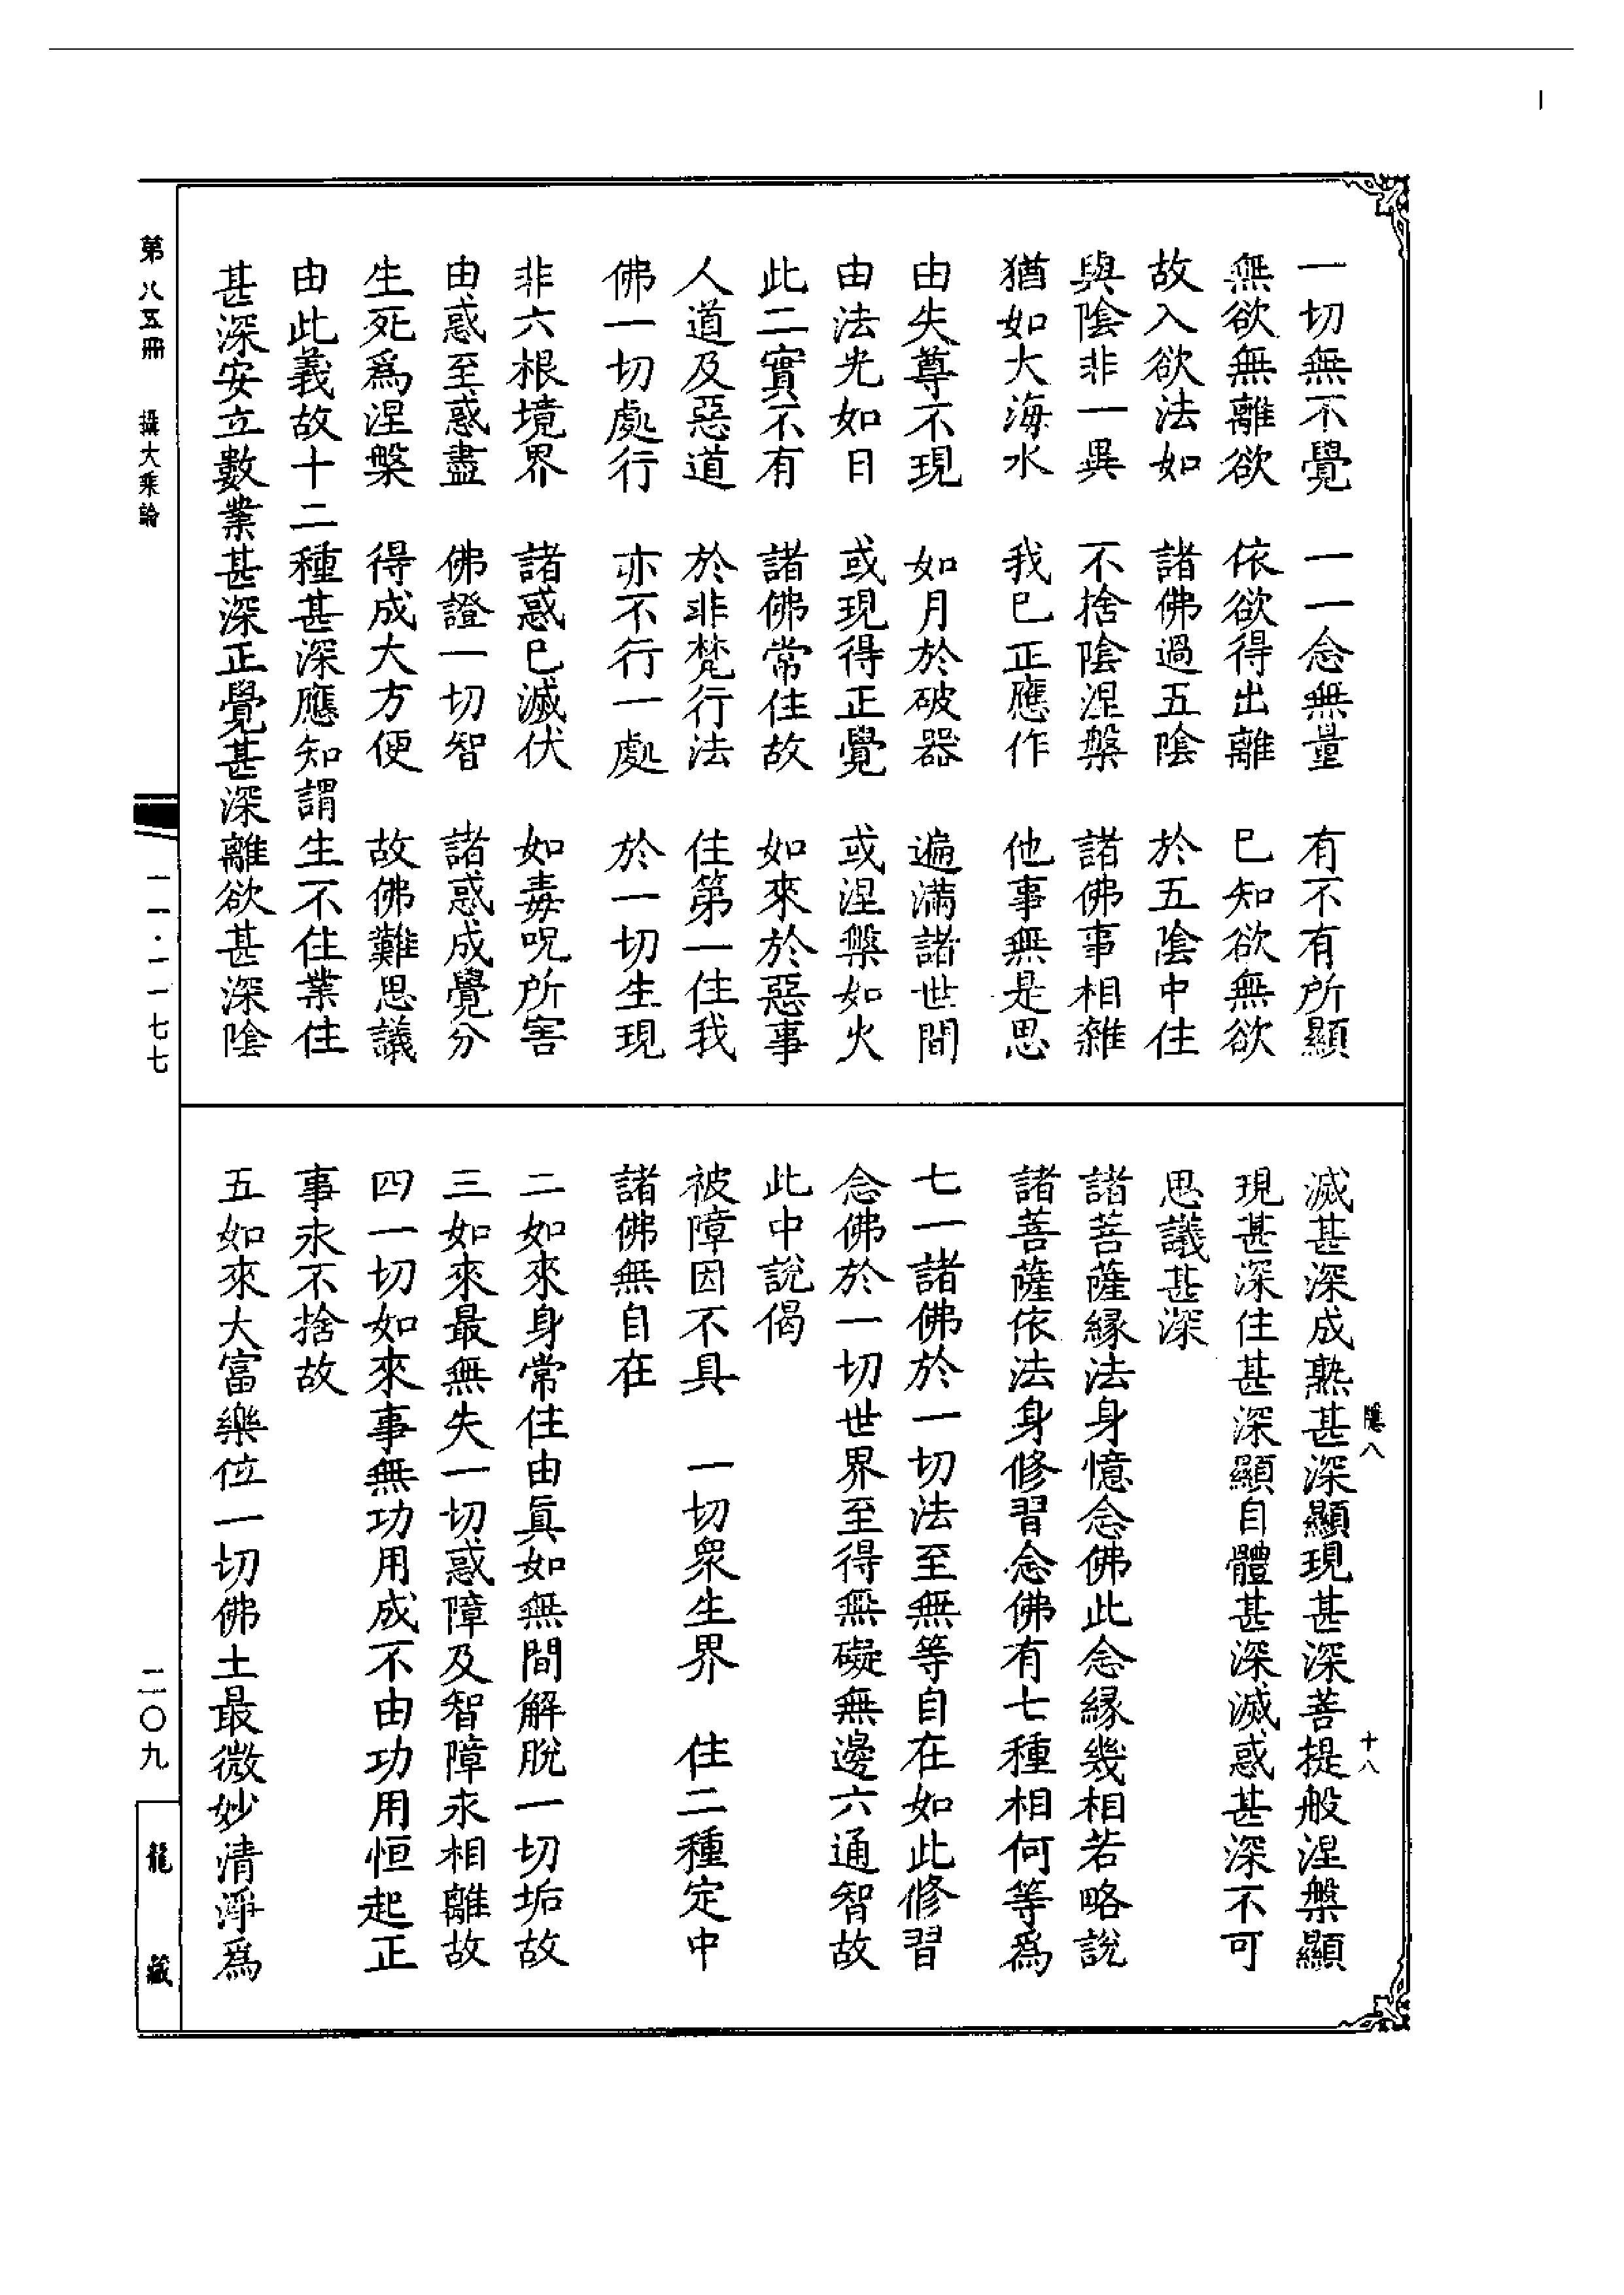 一切無不覺　一一念無量　有不有所顯
無欲無離欲　依欲得出離　已知欲無欲
故入欲法如　諸佛過五陰　於五陰中住
與陰非一異　不捨陰涅槃　諸佛事相雜
猶如大海水　我已正應作　他事無是思
由失尊不現　如月於破器　遍滿諸世間
由法光如日　或現得正覺　或涅槃如火
此二實不有　諸佛常住故　如來於惡事
人道及惡道　於非梵行法　住第一住我
佛一切處行　亦不行一處　於一切生現
非六根境界　諸惑已滅伏　如毒呪所害
由惑至惑盡　佛證一切智　諸惑成覺分
生死爲涅槃　得成大方便　故佛難思議
由此義故十二種甚深應知謂生不住業住
甚深安立數業甚深正覺甚深離欲甚深陰
滅甚深成熟甚深顯現甚深菩提般涅槃顯
現甚深住甚深顯自體甚深滅惑甚深不可
思議甚深
諸菩薩緣法身憶念佛此念緣幾相若略說
諸菩薩依法身修習念佛有七種相何等爲
七一諸佛於一切法至無等自在如此修習
念佛於一切世界至得無礙無邊六通智故
此中說偈
被障因不具　一切衆生界　住二種定中
諸佛無自在
二如來身常住由眞如無間解脫一切垢故
三如來最無失一切惑障及智障永相離故
四一切如來事無功用成不由功用恒起正
事永不捨故
五如來大富樂位一切佛土最微妙清淨爲
隱八
十八
第八五冊　攝大乘論
一一·一一七七
二〇九
龍藏